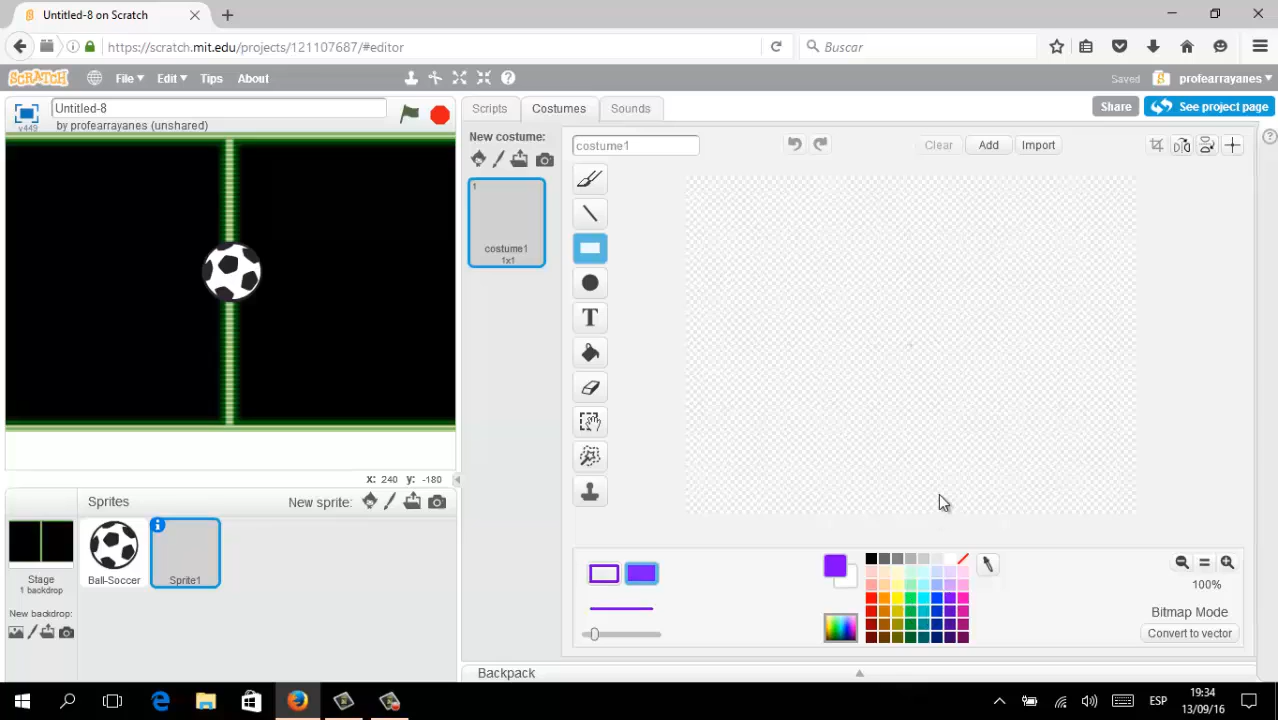 Untitled-8 on Scratch
https://scratch.mit.edu/projects/121107687/#editor
Buscar
SCRATCH
File
Edit
Tips
About
Saved
profearrayanes
Untitled-8
by profearrayanes (unshared)
v449
Scripts
Costumes
Sounds
Share
See project page
New costume:
costume1
Clear
Add
Import
1
costume1
1x1
T
x: 240 y: -180
Sprites
New sprite:
Stage
1 backdrop
New backdrop:
Ball-Soccer
Sprite1
100%
Bitmap Mode
Convert to vector
Backpack
ESP
19:34
13/09/16